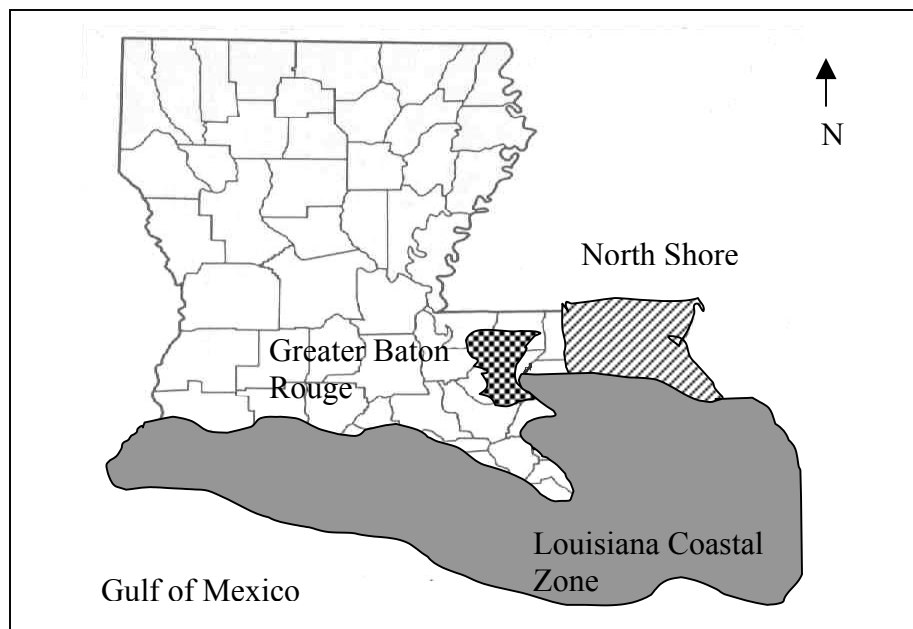 N
North Shore
Greater Baton
Rouge
Louisiana Coastal
Zone
Gulf of Mexico